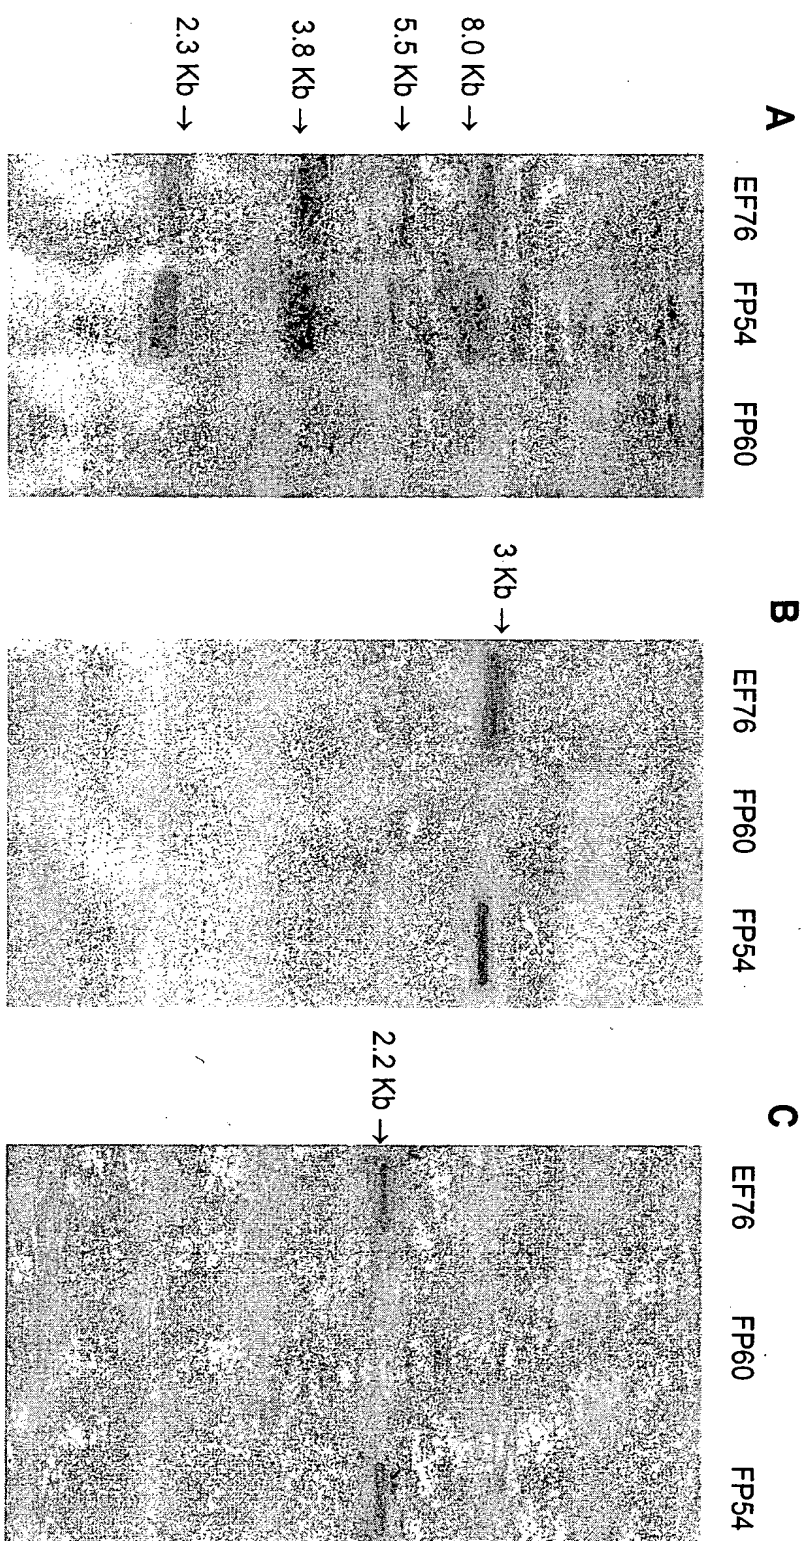 A
EF76 FP54 FP60
8.0 Kb →
5.5 Kb →
3.8 Kb →
2.3 Kb →
B
EF76 FP60 FP54
3 Kb →
C
EF76 FP60 FP54
2.2 Kb →